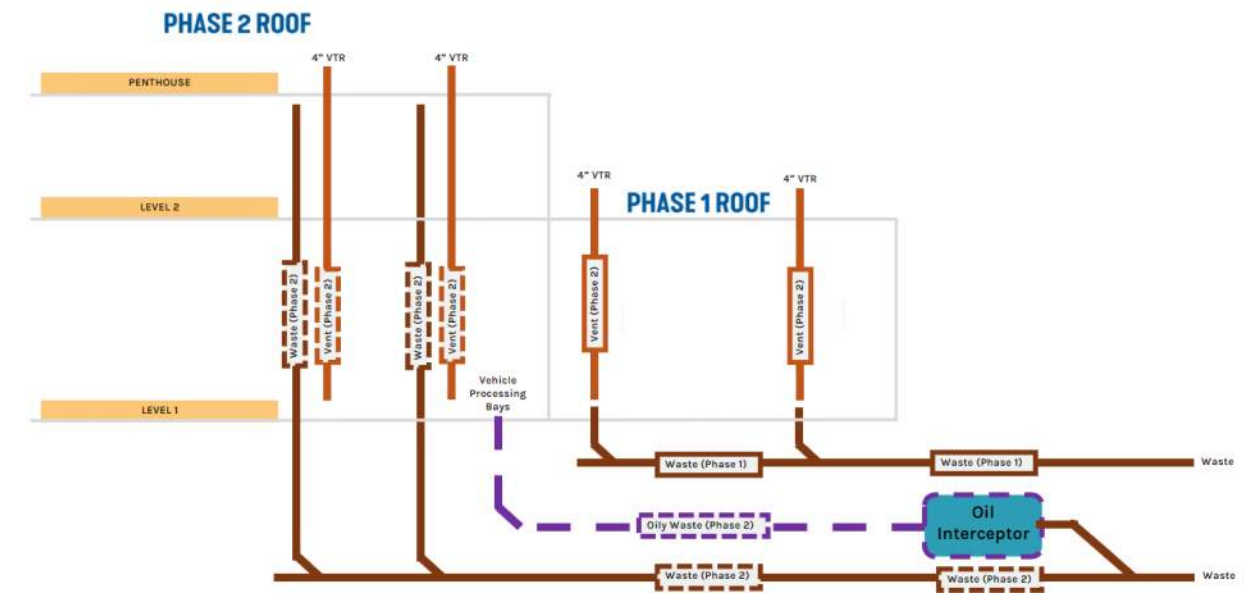 PHASE 2 ROOF
4" VTR
4" VTR
PENTHOUSE
4" VTR
4" VTR
PHASE 1 ROOF
LEVEL 2
Waste (Phase 2)
Vent (Phase 2)
Waste (Phase 2)
Vent (Phase 2)
Vent (Phase 2)
Vent (Phase 2)
Vehicle
Processing
Bays
LEVEL 1
Waste (Phase 1)
Waste (Phase 1)
Waste
Oily Waste (Phase 2)
Oil
Interceptor
Waste (Phase 2)
Waste (Phase 2)
Waste